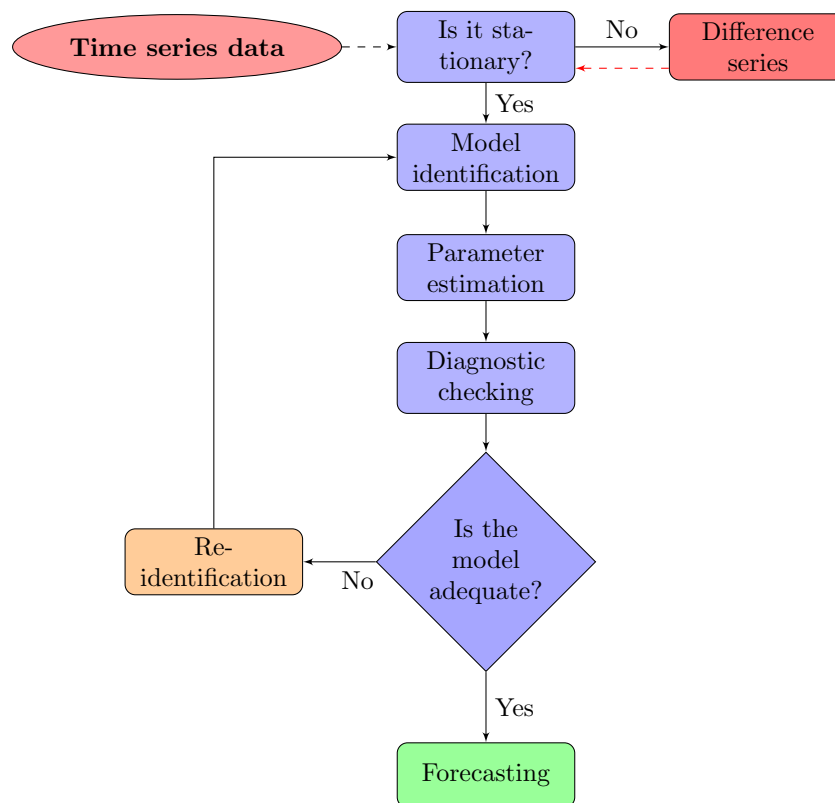 Time series data
Is it sta-
tionary?
No
Difference
series
Yes
Model
identification
Parameter
estimation
Diagnostic
checking
Is the
model
adequate?
No
Re-
identification
Yes
Forecasting